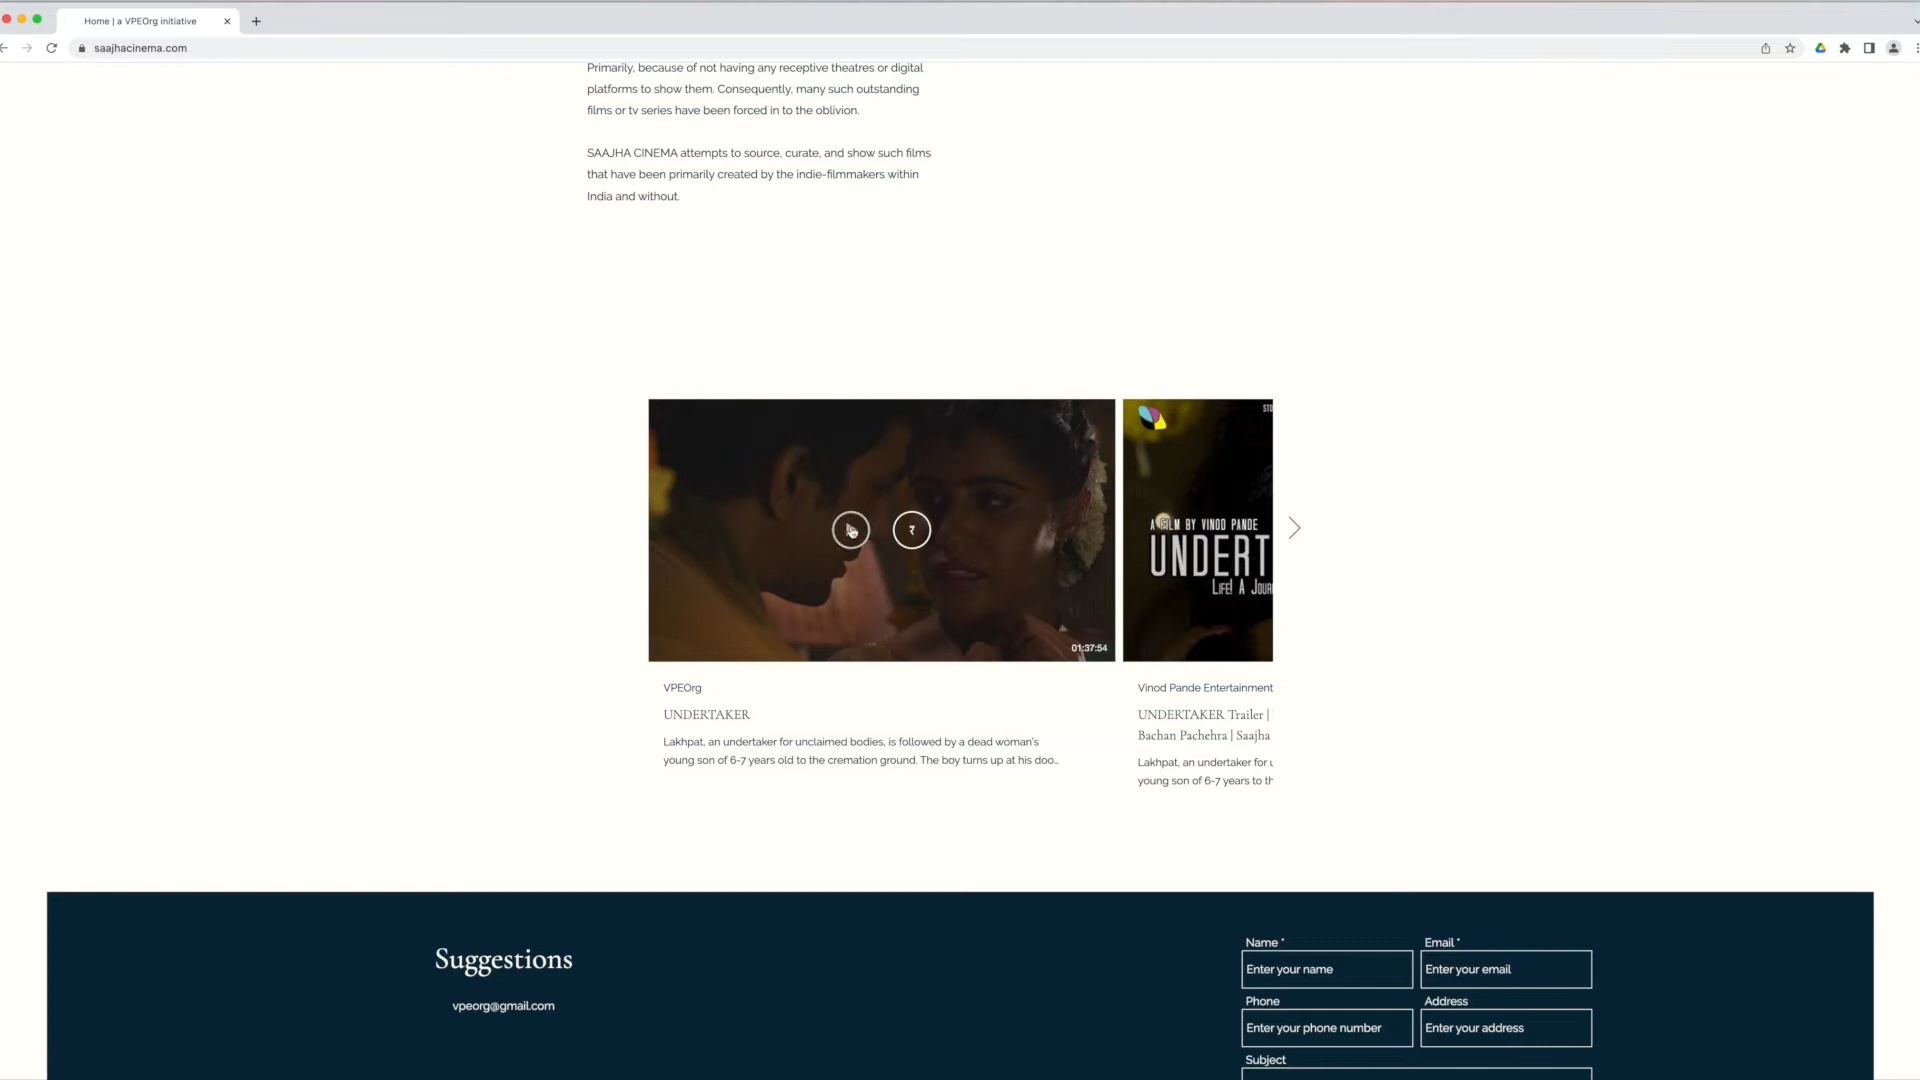 Home | a VPEOrg initiative
saajhacinema.com
Primarily, because of not having any receptive theatres or digital
platforms to show them. Consequently, many such outstanding
films or tv series have been forced in to the oblivion.
SAAJHA CINEMA attempts to source, curate, and show such films
that have been primarily created by the indie-filmmakers within
India and without.
₹
01:37:54
STU
A FILM BY VINOD PANDE
UNDERT
LIFE! A JOUR
VPEOrg
UNDERTAKER
Lakhpat, an undertaker for unclaimed bodies, is followed by a dead woman's
young son of 6-7 years old to the cremation ground. The boy turns up at his doo...
Vinod Pande Entertainment
UNDERTAKER Trailer |
Bachan Pachehra | Saajha
Lakhpat, an undertaker for u
young son of 6-7 years to th
Suggestions
vpeorg@gmail.com
Name *
Email *
Enter your name
Enter your email
Phone
Address
Enter your phone number
Enter your address
Subject